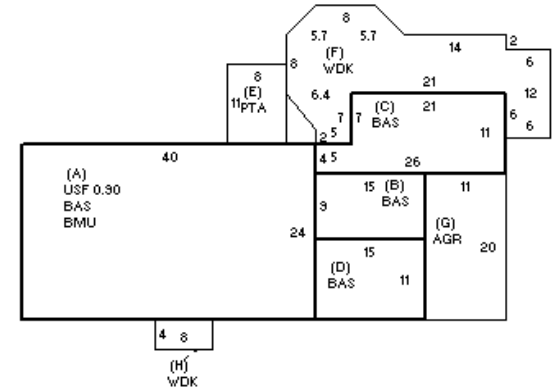 8
5.7 5.7
(F)
WDK
14
2
6
8
12
6
6
8
(E)
PTA
11
6.4
21
7
7
(C)
BAS
21
11
2
5
4
5
26
40
(A)
USF 0.90
BAS
BMU
24
15
(B)
BAS
9
11
(G)
AGR
20
15
(D)
BAS
11
4
8
(H)
WDK